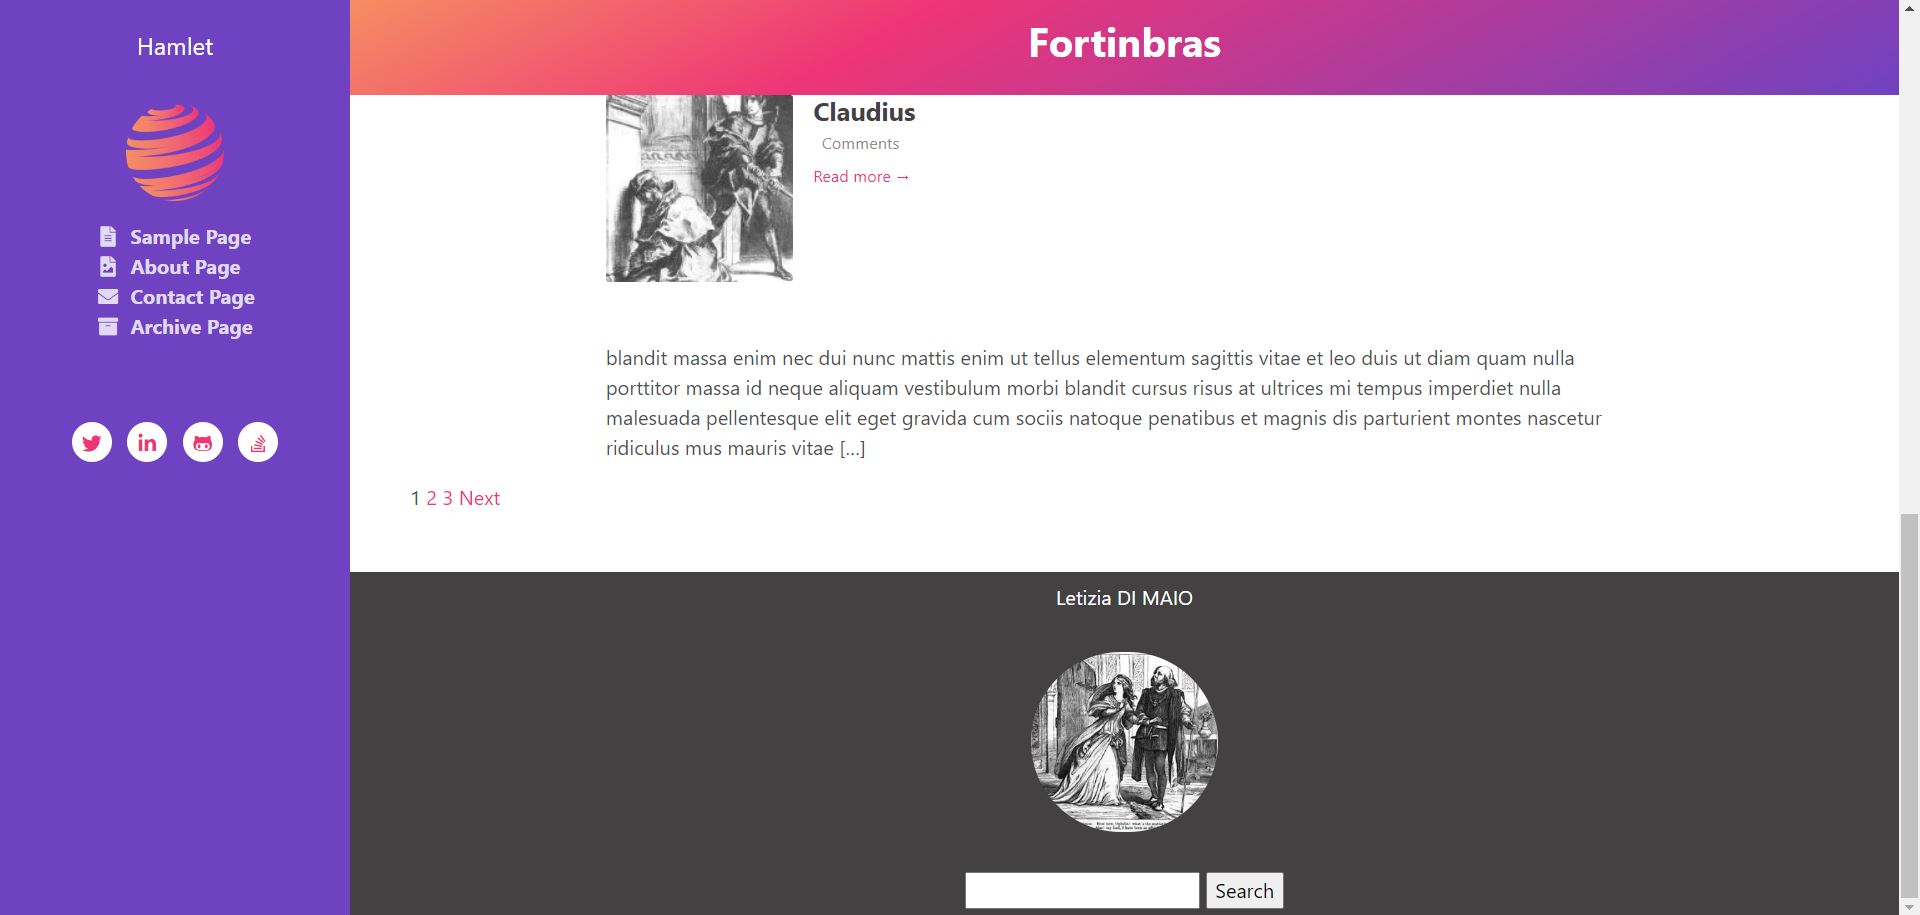 Hamlet
Sample Page
About Page
Contact Page
Archive Page
Fortinbras
Claudius
Comments
Read more →
blandit massa enim nec dui nunc mattis enim ut tellus elementum sagittis vitae et leo duis ut diam quam nulla
porttitor massa id neque aliquam vestibulum morbi blandit cursus risus at ultrices mi tempus imperdiet nulla
malesuada pellentesque elit eget gravida cum sociis natoque penatibus et magnis dis parturient montes nascetur
ridiculus mus mauris vitae […]
1 2 3 Next
Letizia DI MAIO
Search